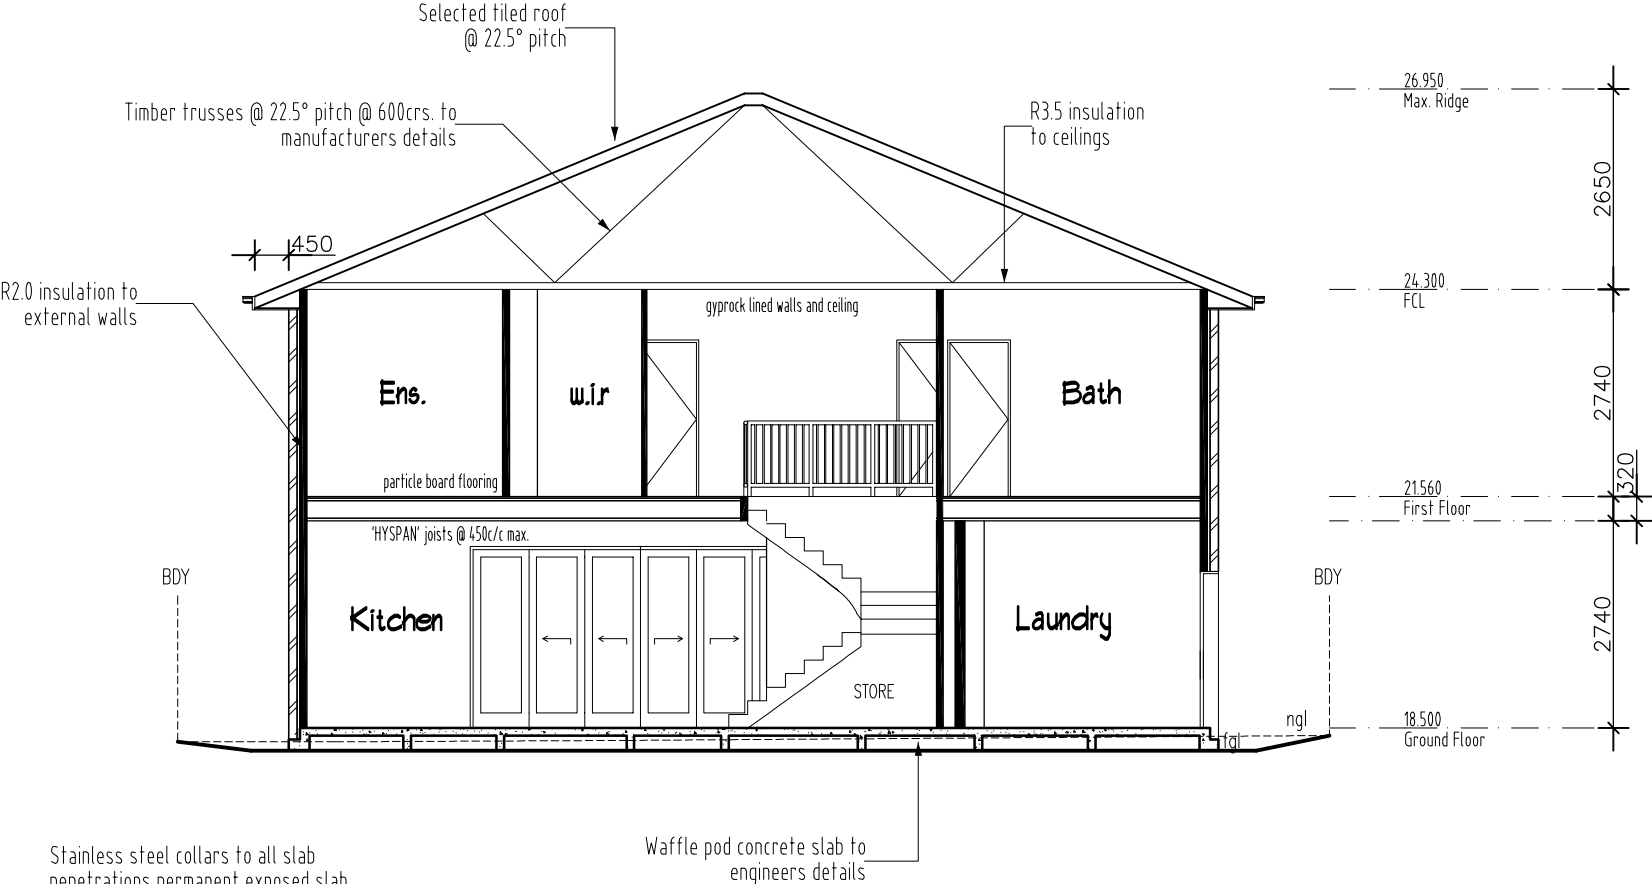 Selected tiled roof
@ 22.5° pitch
Timber trusses @ 22.5° pitch @ 600crs. to
manufacturers details
R3.5 insulation
to ceilings
26.950
Max. Ridge
2650
450
R2.0 insulation to
external walls
gyprock lined walls and ceiling
24.300
FCL
Ens.
w.i.r
Bath
2740
particle board flooring
320
21.560
First Floor
'HYSPAN' joists @ 450c/c max.
BDY
BDY
Kitchen
Laundry
2740
STORE
ngl
18.500
Ground Floor
fgl
Waffle pod concrete slab to
engineers details
Stainless steel collars to all slab
penetrations permanent exposed slab